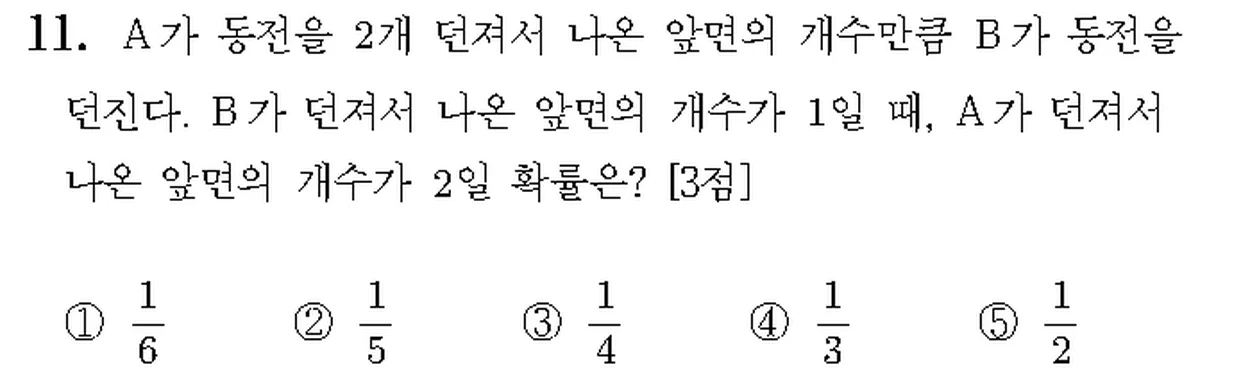 11. A가 동전을 2개 던져서 나온 앞면의 개수만큼 B가 동전을
던진다. B가 던져서 나온 앞면의 개수가 1일 때, A가 던져서
나온 앞면의 개수가 2일 확률은? [3점]
① 1/6 ② 1/5 ③ 1/4 ④ 1/3 ⑤ 1/2